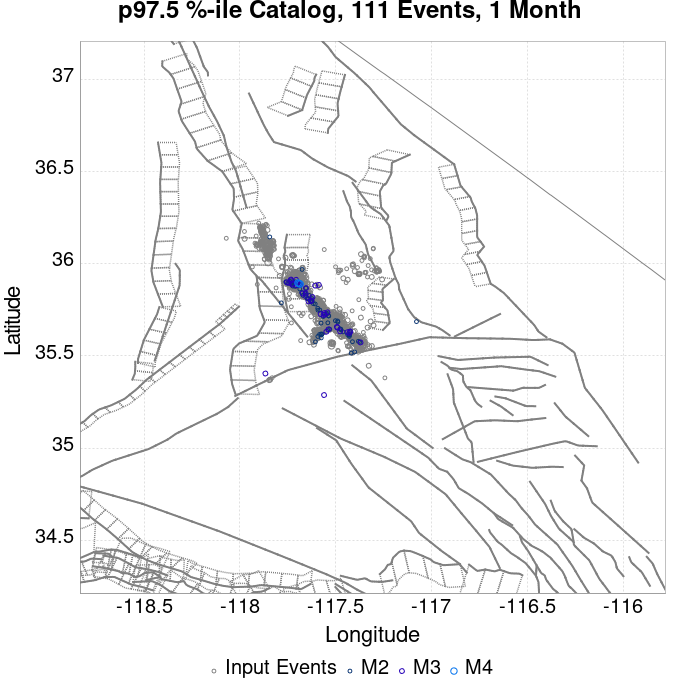 p97.5 %-ile Catalog, 111 Events, 1 Month
37
36.5
36
35.5
35
34.5
Latitude
-118.5 -118 -117.5 -117 -116.5 -116
Longitude
Input Events M2 M3 M4